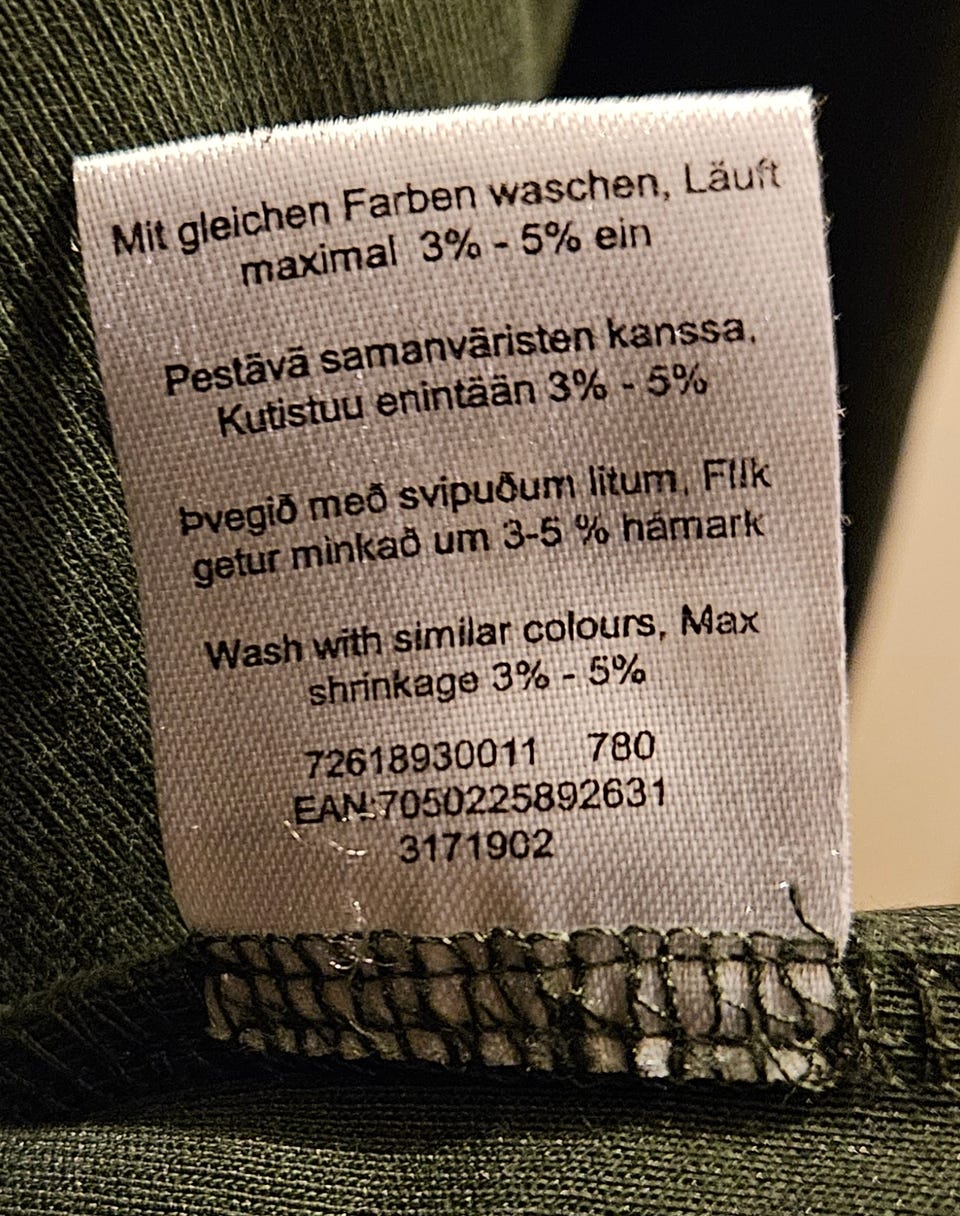 Mit gleichen Farben waschen, Läuft
maximal 3% - 5% ein
Pestävä samanväristen kanssa,
Kutistuu enintään 3% - 5%
Þvegið með svipuðum litum, Flík
getur minkað um 3-5 % hámark
Wash with similar colours, Max
shrinkage 3% - 5%
72618930011 780
EAN:7050225892631
3171902